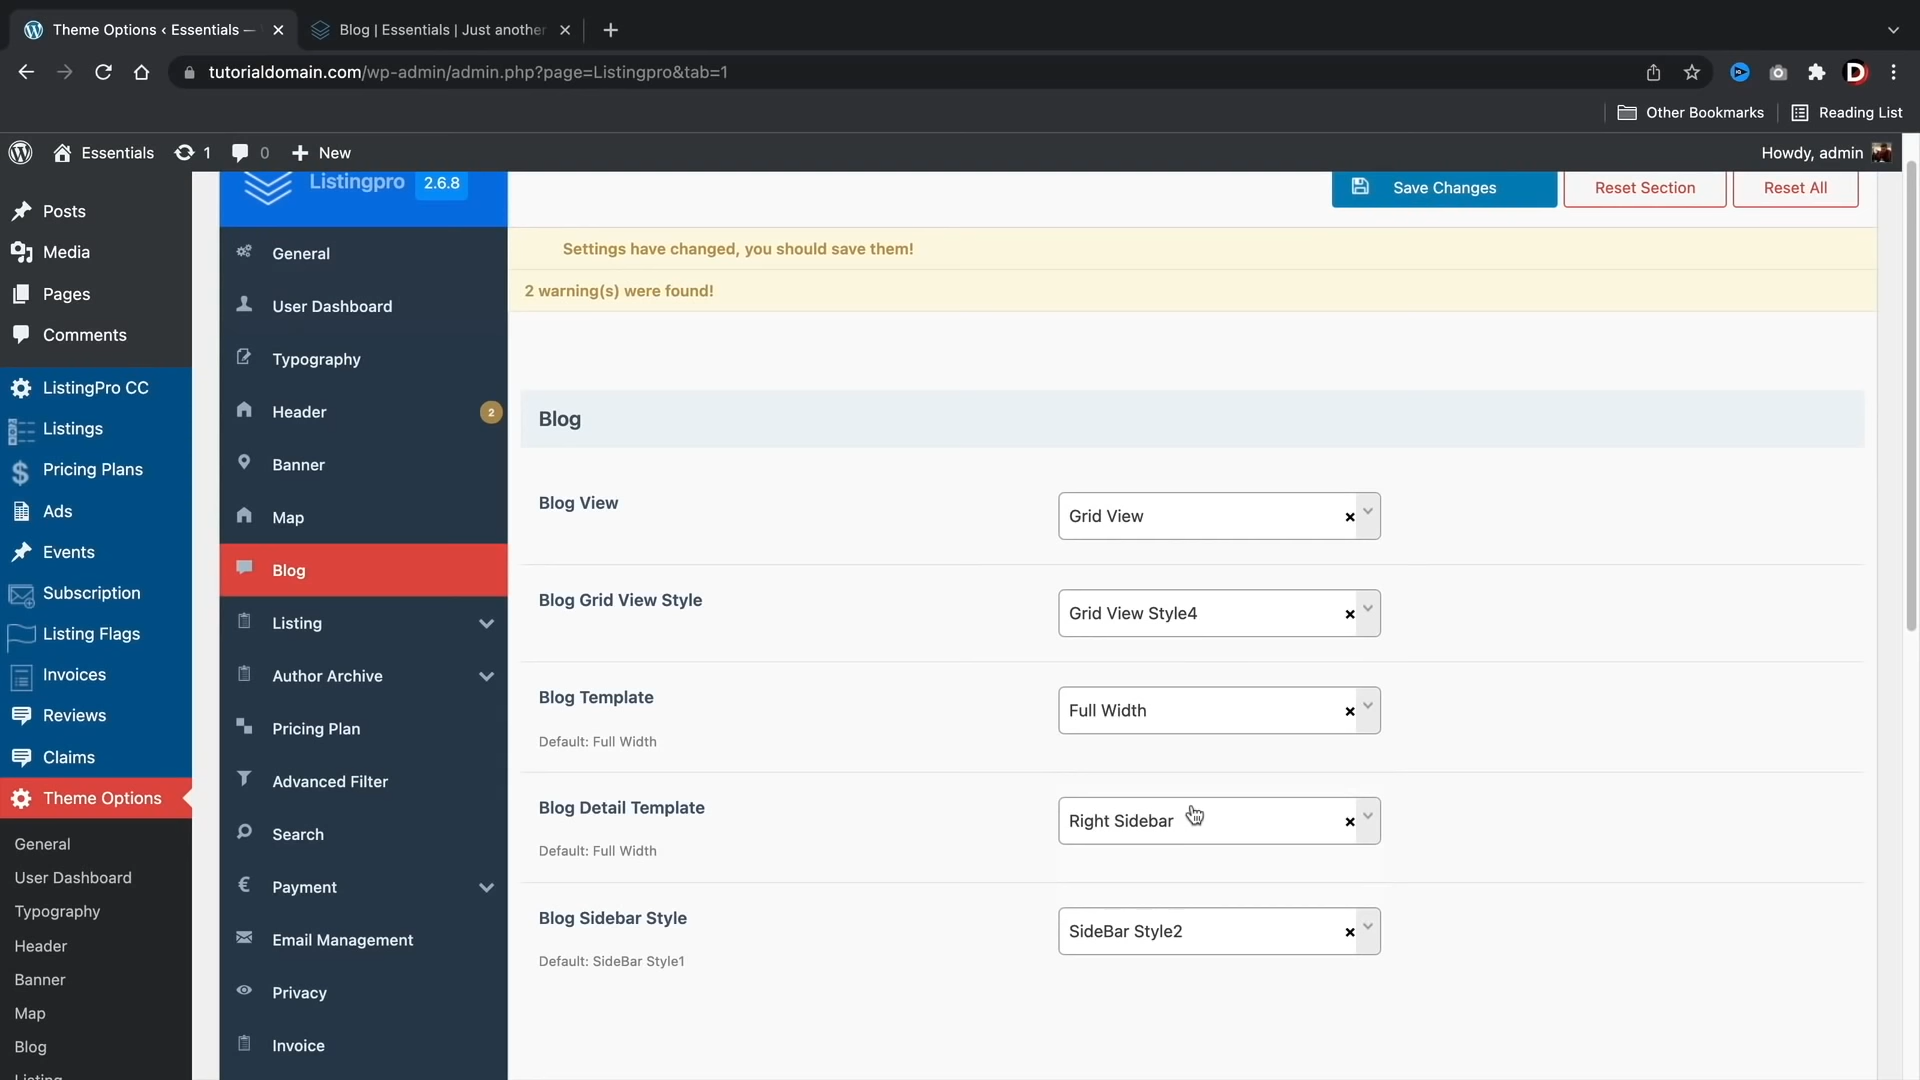 Theme Options ‹ Essentials —
Blog | Essentials | Just another
tutorialdomain.com/wp-admin/admin.php?page=Listingpro&tab=1
Other Bookmarks
Reading List
Essentials
1
0
New
Howdy, admin
Posts
Media
Pages
Comments
ListingPro CC
Listings
Pricing Plans
Ads
Events
Subscription
Listing Flags
Invoices
Reviews
Claims
Theme Options
General
User Dashboard
Typography
Header
Banner
Map
Blog
Listing
Listingpro 2.6.8
General
User Dashboard
Typography
Header 2
Banner
Map
Blog
Listing
Author Archive
Pricing Plan
Advanced Filter
Search
Payment
Email Management
Privacy
Invoice
Save Changes
Reset Section
Reset All
Settings have changed, you should save them!
2 warning(s) were found!
Blog
Blog View
Grid View
Blog Grid View Style
Grid View Style4
Blog Template
Full Width
Default: Full Width
Blog Detail Template
Right Sidebar
Default: Full Width
Blog Sidebar Style
SideBar Style2
Default: SideBar Style1